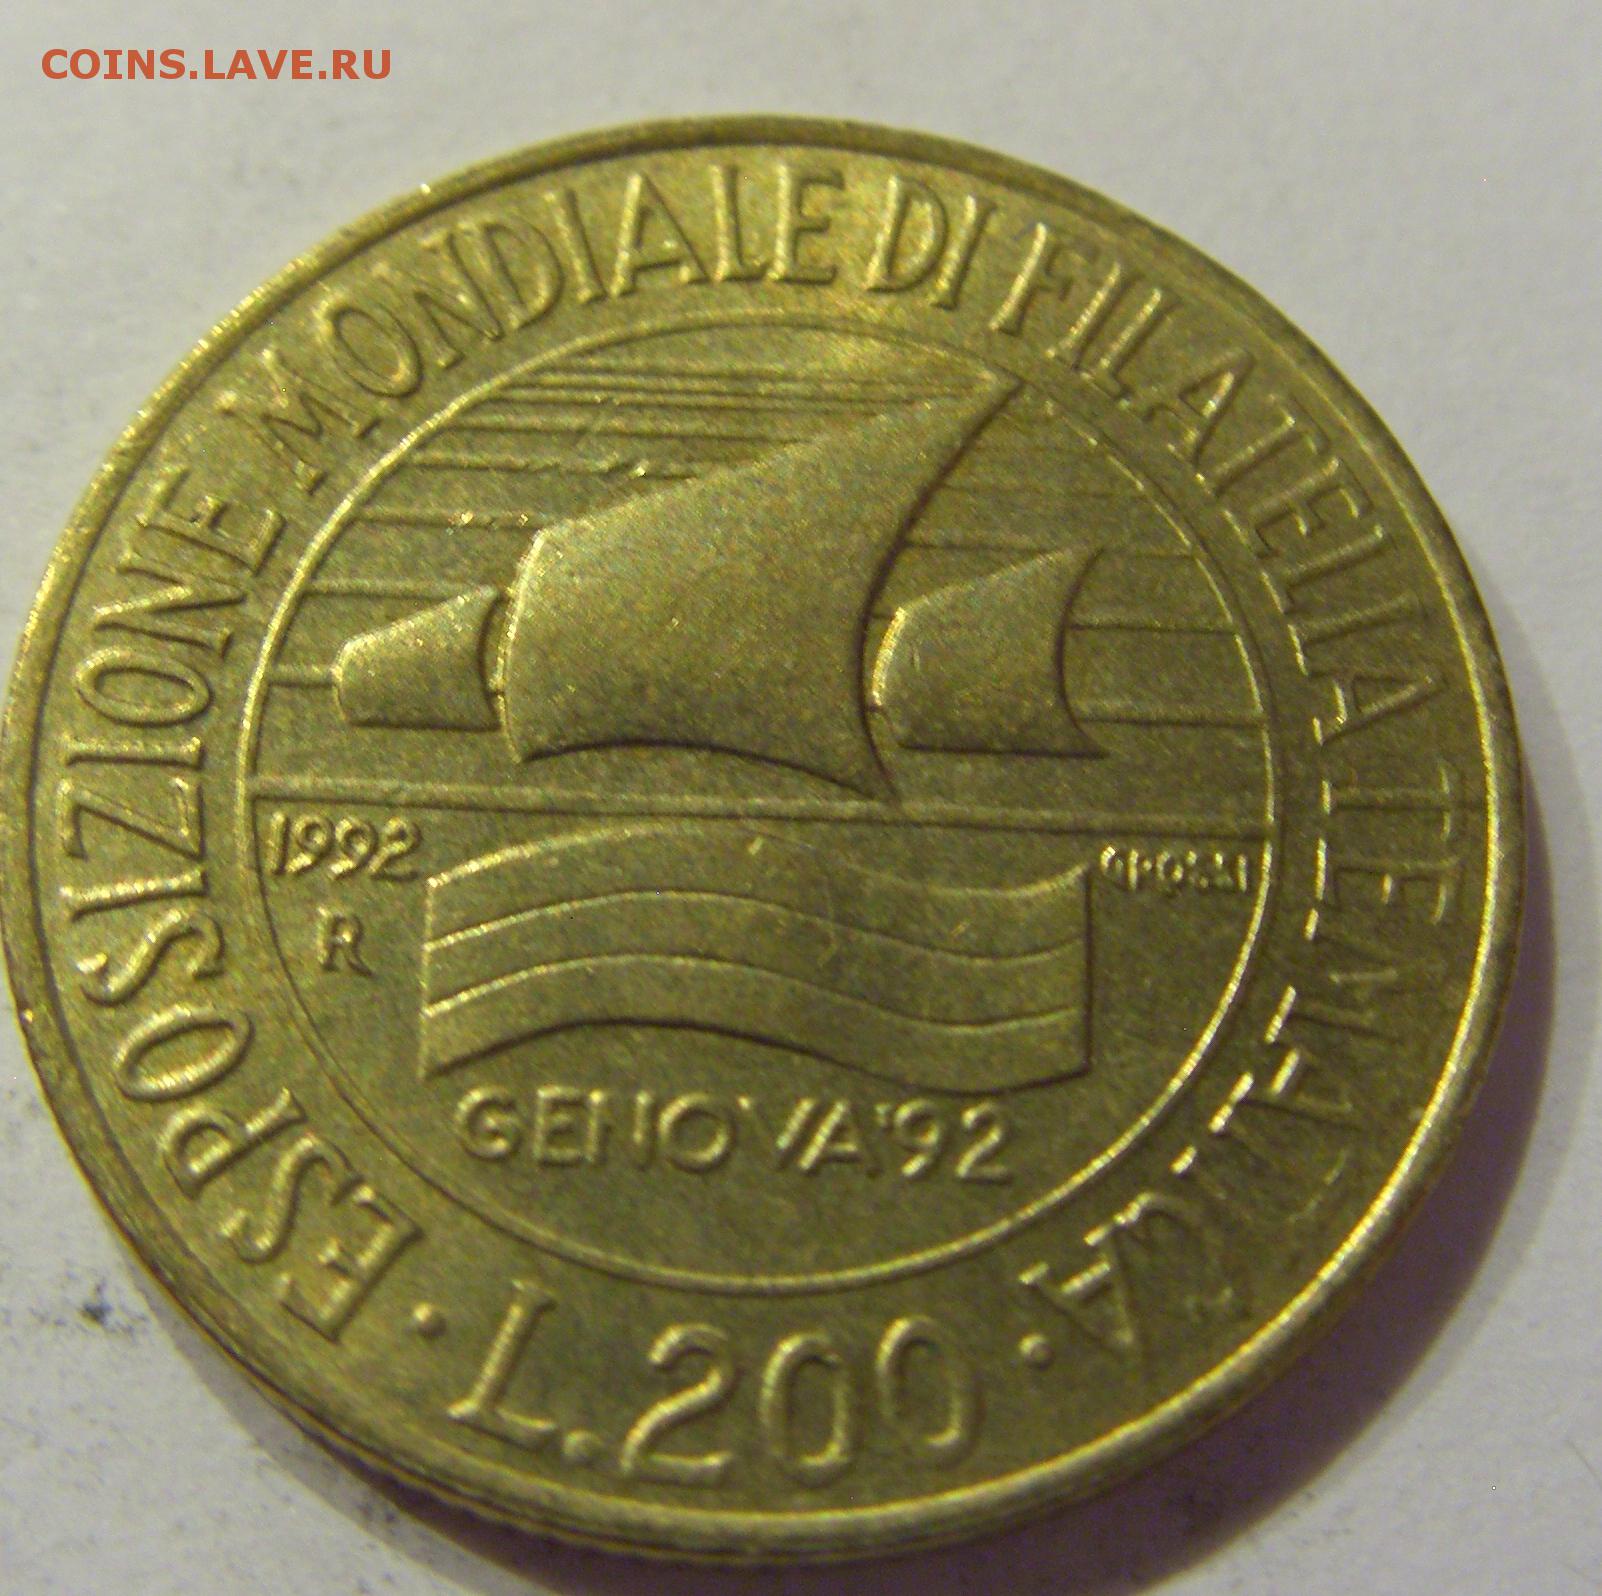 COINS.LAVE.RU
ESPOSIZIONE MONDIALE DI FILATELIA TEMATICA
1992
R
GENOVA '92
· L.200 ·